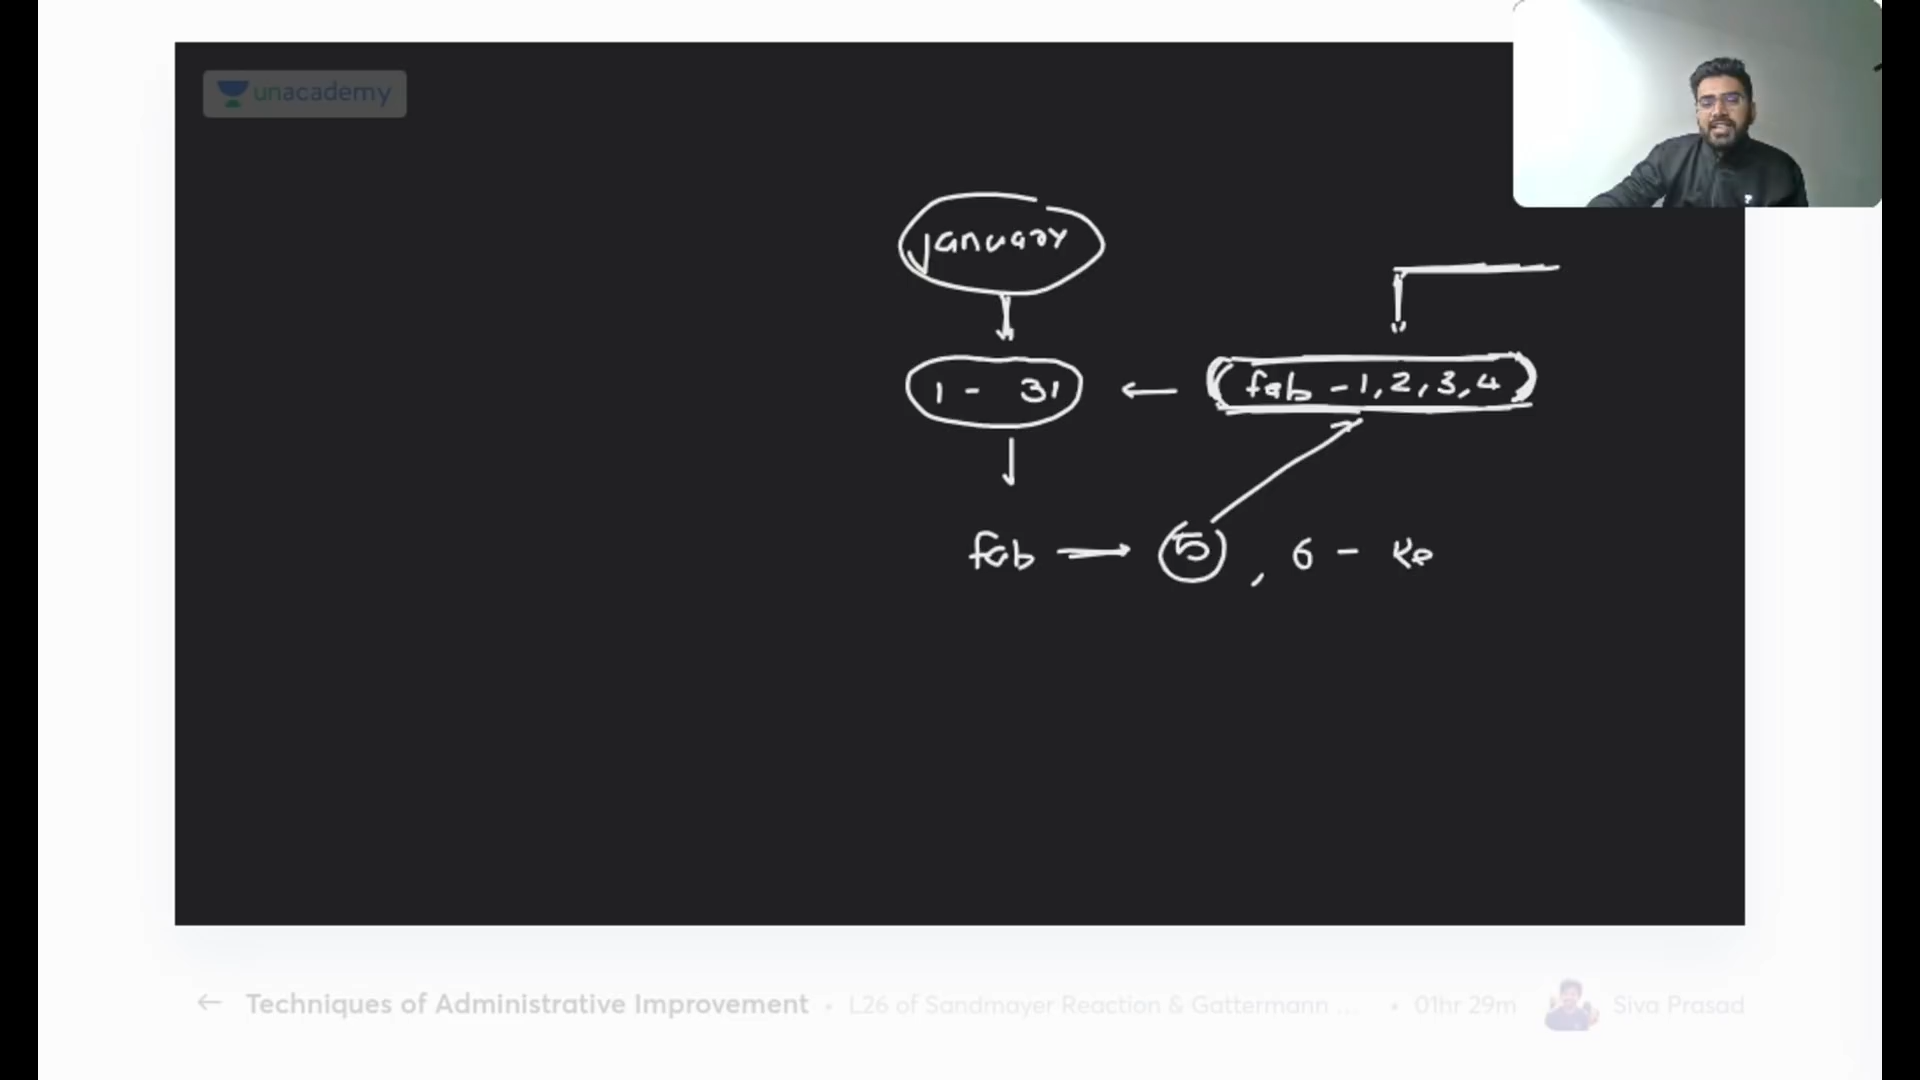 unacademy
january
1 - 31 ← fab - 1, 2, 3, 4
fab → 5, 6 -
← Techniques of Administrative Improvement • L26 of Sandmayer Reaction & Gattermann ... • 01hr 29m Siva Prasad